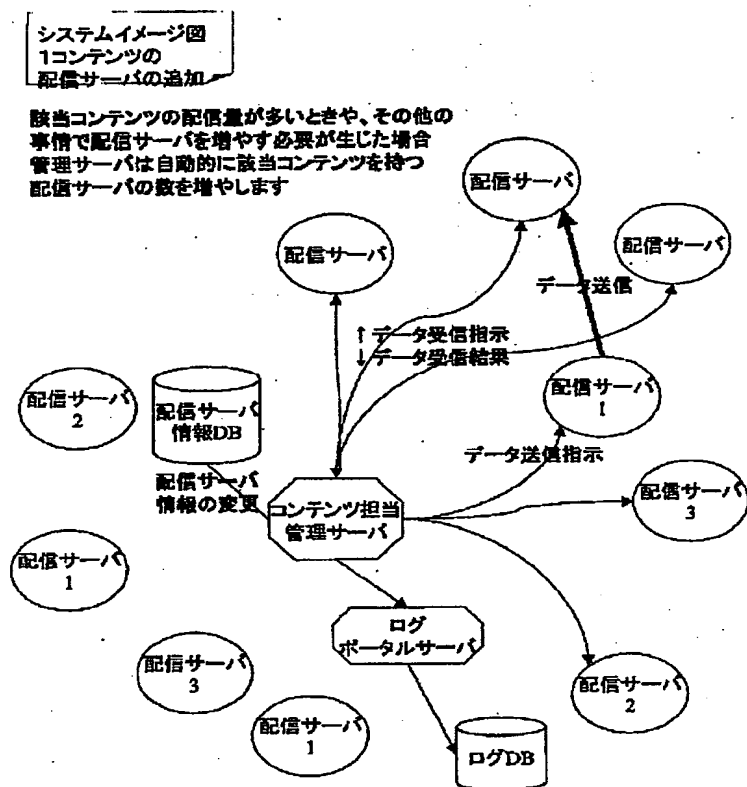 システムイメージ図
1コンテンツの
配信サーバの追加
該当コンテンツの配信量が多いときや、その他の
事情で配信サーバを増やす必要が生じた場合
管理サーバは自動的に該当コンテンツを持つ
配信サーバの数を増やします
配信サーバ
配信サーバ
配信サーバ
データ送信
↑データ受信指示
↓データ受信結果
配信サーバ
2
配信サーバ
情報DB
配信サーバ
1
データ送信指示
配信サーバ
情報の変更
コンテンツ担当
管理サーバ
配信サーバ
3
配信サーバ
1
ログ
ポータルサーバ
配信サーバ
3
配信サーバ
2
配信サーバ
1
ログDB